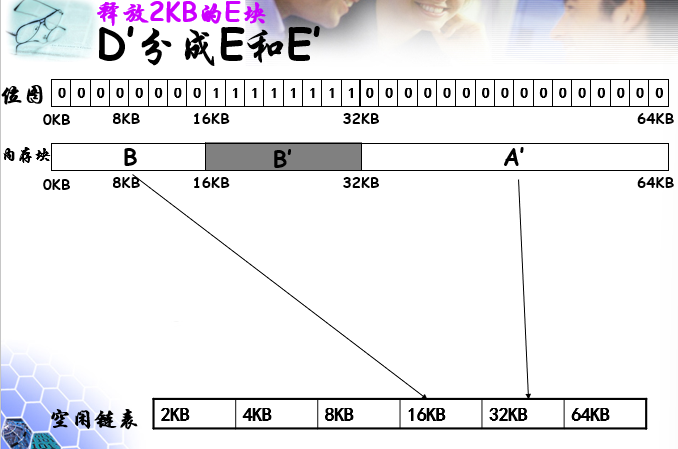 释放2KB的E块
D'分成E和E'
位图 0 0 0 0 0 0 0 0 1 1 1 1 1 1 1 1 0 0 0 0 0 0 0 0 0 0 0 0 0 0 0 0
0KB 8KB 16KB 32KB 64KB
内存块 B B' A'
0KB 8KB 16KB 32KB 64KB
空闲链表 2KB 4KB 8KB 16KB 32KB 64KB